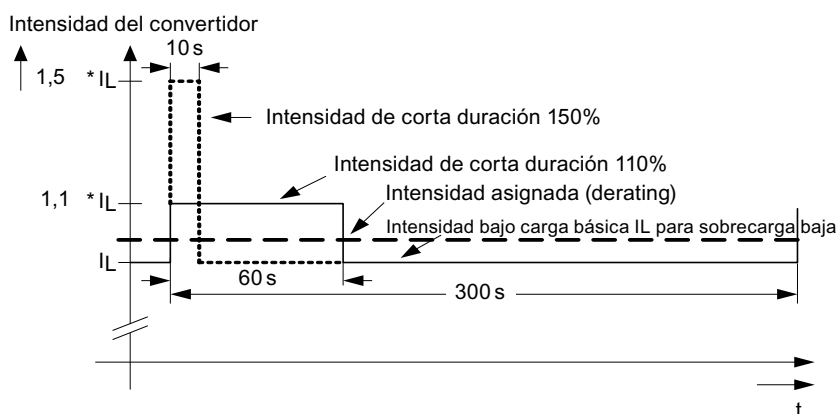 Intensidad del convertidor
10 s
1,5 * IL
Intensidad de corta duración 150%
Intensidad de corta duración 110%
1,1 * IL
Intensidad asignada (derating)
Intensidad bajo carga básica IL para sobrecarga baja
IL
60 s
300 s
t